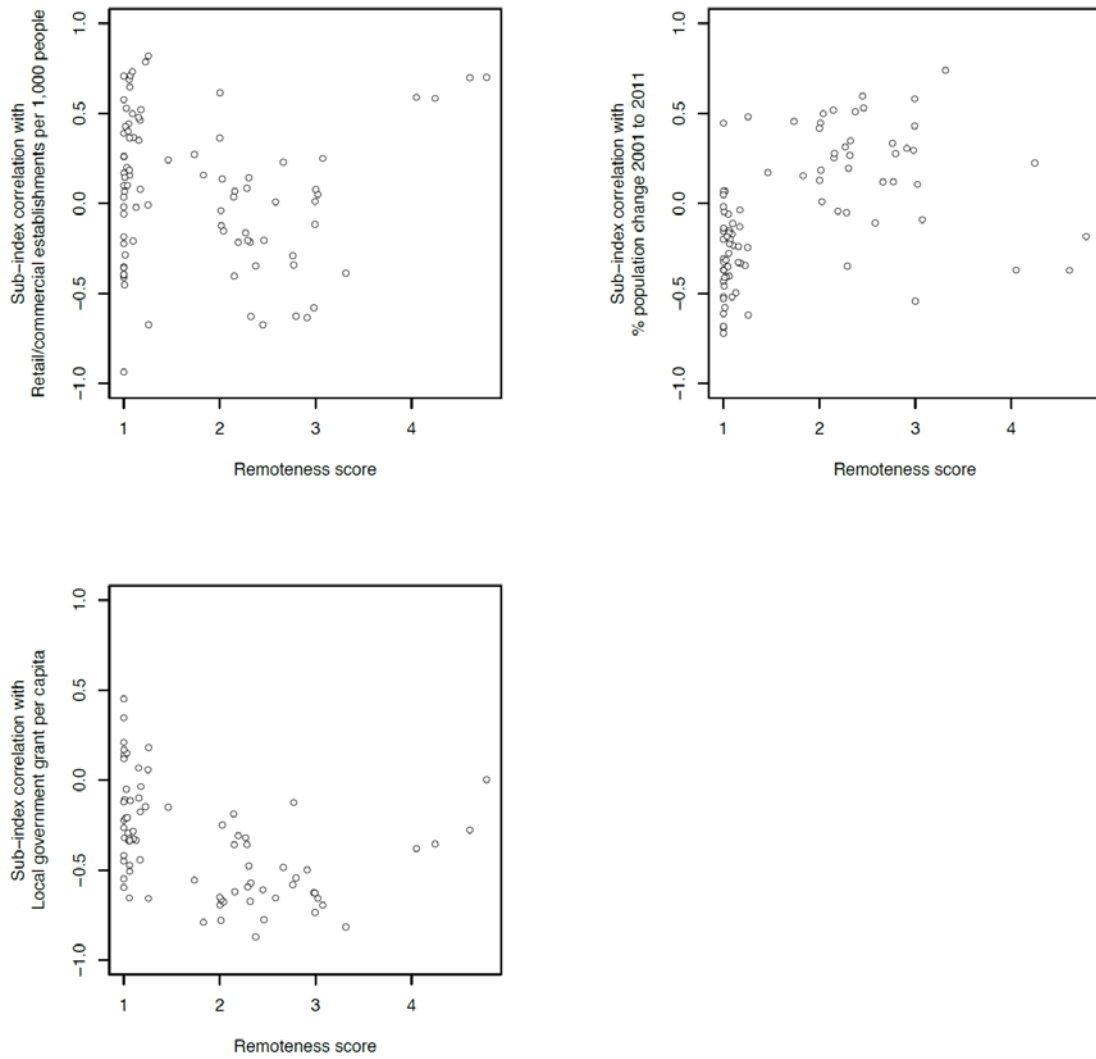 Sub-index correlation with
Retail/commercial establishments per 1,000 people
1.0
0.5
0.0
-0.5
-1.0
1 2 3 4
Remoteness score
Sub-index correlation with
% population change 2001 to 2011
1.0
0.5
0.0
-0.5
-1.0
1 2 3 4
Remoteness score
Sub-index correlation with
Local government grant per capita
1.0
0.5
0.0
-0.5
-1.0
1 2 3 4
Remoteness score